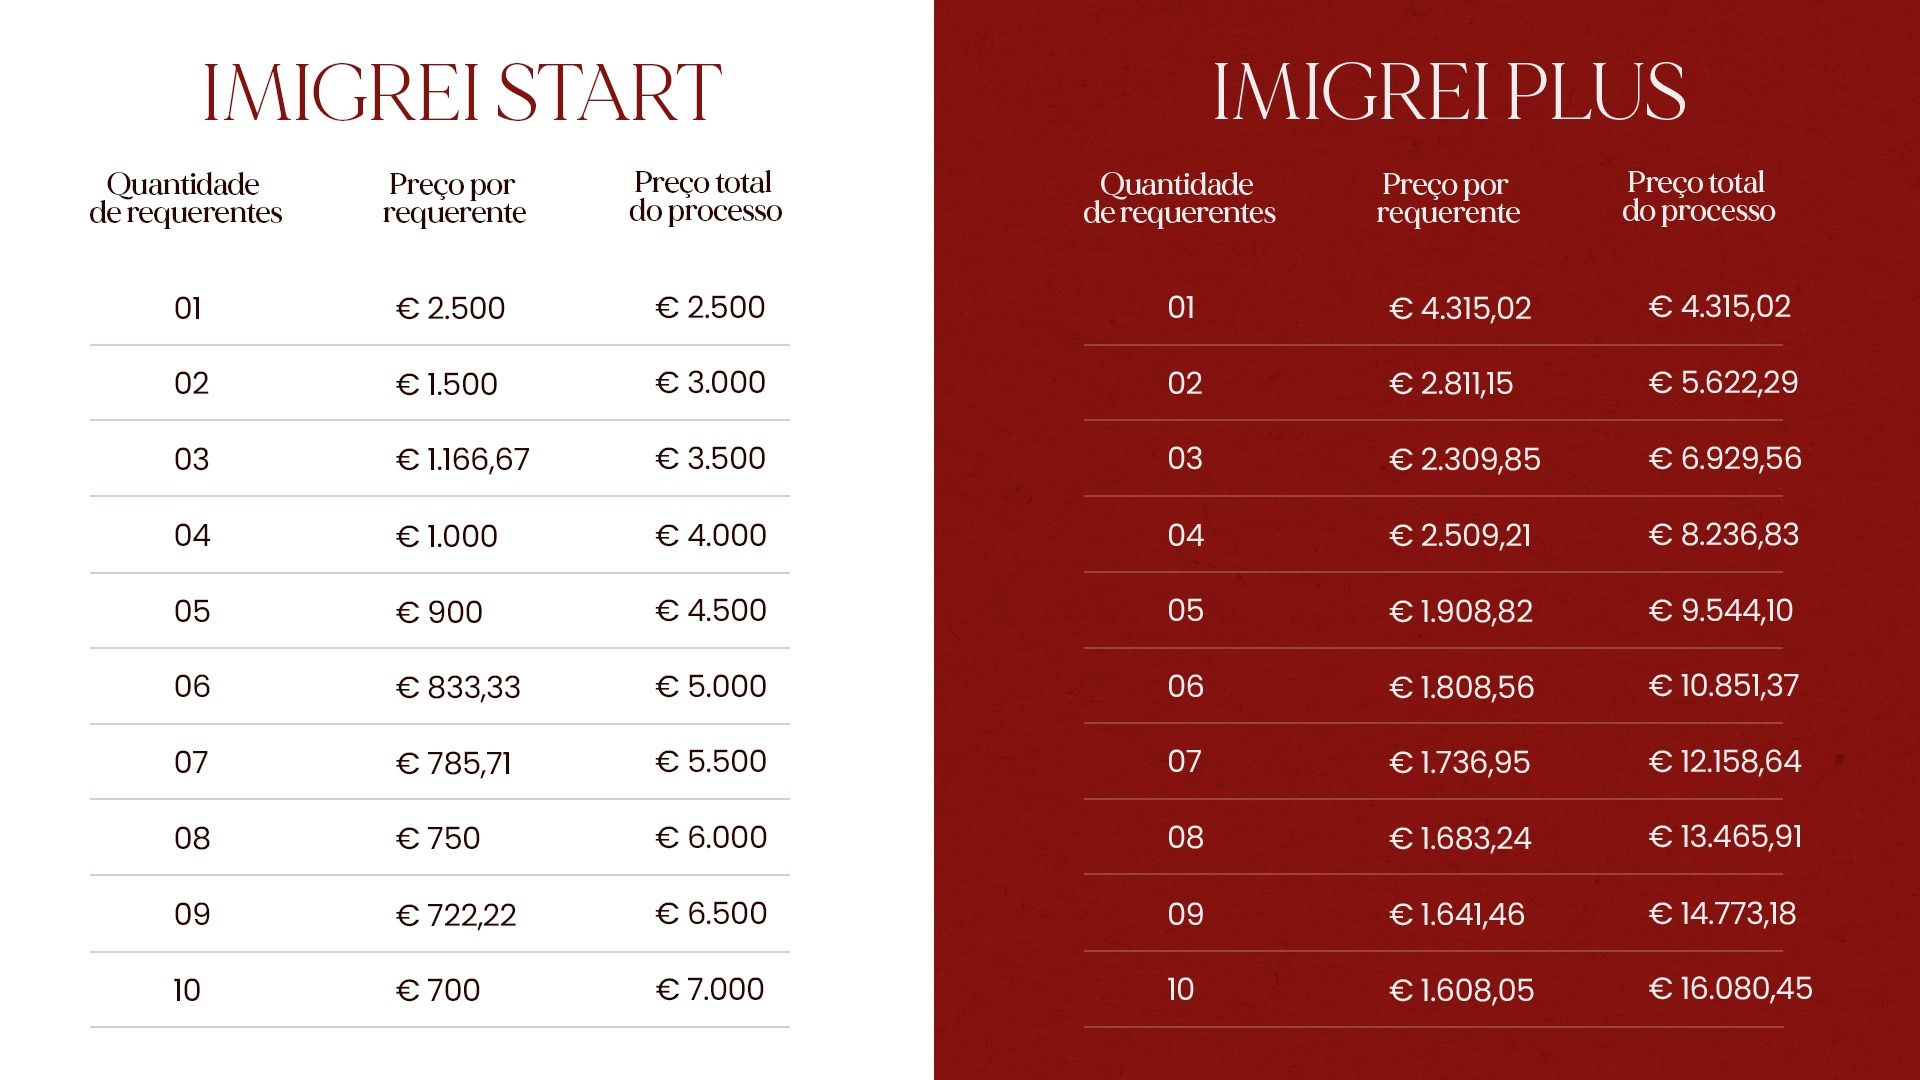 IMIGREI START
Quantidade
de requerentes
Preço por
requerente
Preço total
do processo
01 € 2.500 € 2.500
02 € 1.500 € 3.000
03 € 1.166,67 € 3.500
04 € 1.000 € 4.000
05 € 900 € 4.500
06 € 833,33 € 5.000
07 € 785,71 € 5.500
08 € 750 € 6.000
09 € 722,22 € 6.500
10 € 700 € 7.000
IMIGREI PLUS
Quantidade
de requerentes
Preço por
requerente
Preço total
do processo
01 € 4.315,02 € 4.315,02
02 € 2.811,15 € 5.622,29
03 € 2.309,85 € 6.929,56
04 € 2.509,21 € 8.236,83
05 € 1.908,82 € 9.544,10
06 € 1.808,56 € 10.851,37
07 € 1.736,95 € 12.158,64
08 € 1.683,24 € 13.465,91
09 € 1.641,46 € 14.773,18
10 € 1.608,05 € 16.080,45